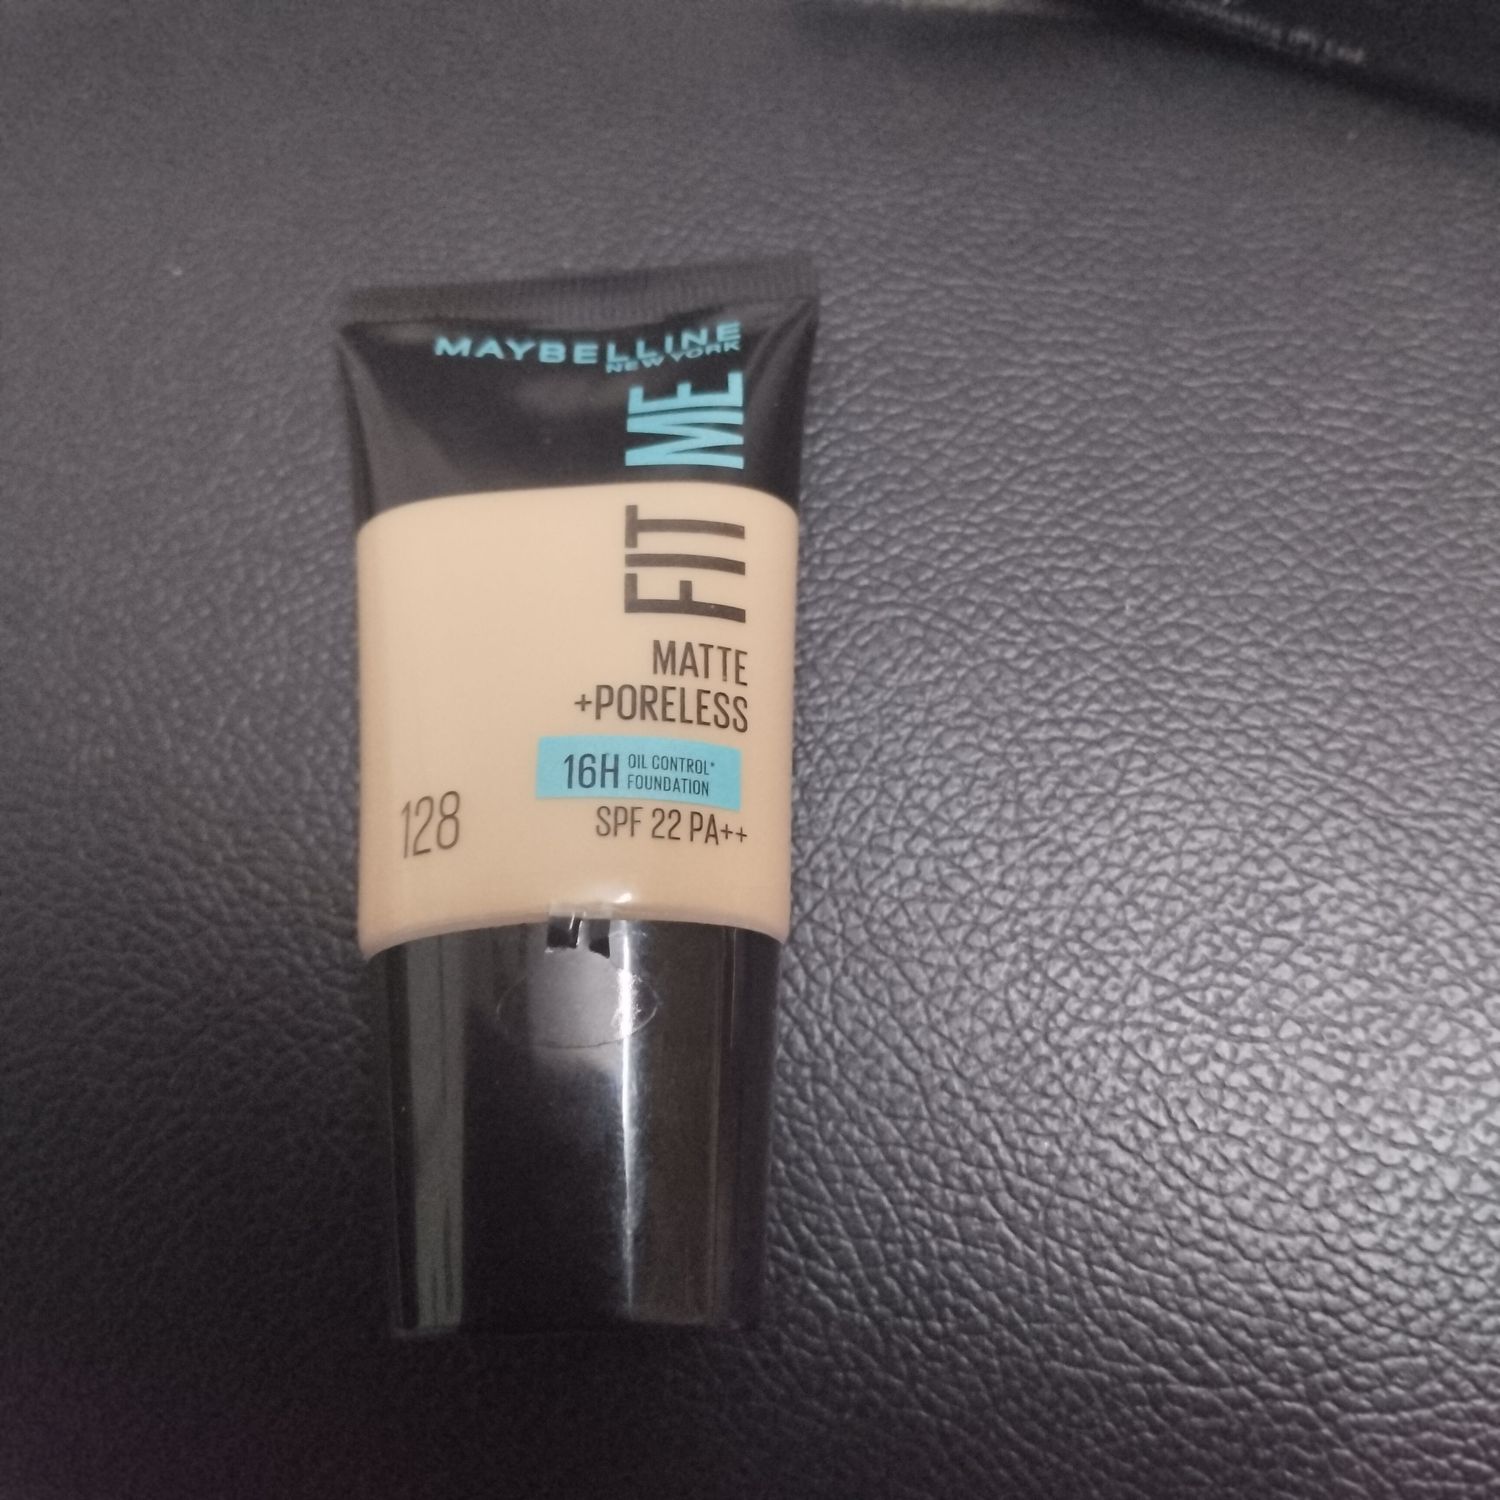 MAYBELLINE
NEW YORK
FIT ME
MATTE
+PORELESS
16H OIL CONTROL*
FOUNDATION
SPF 22 PA++
128